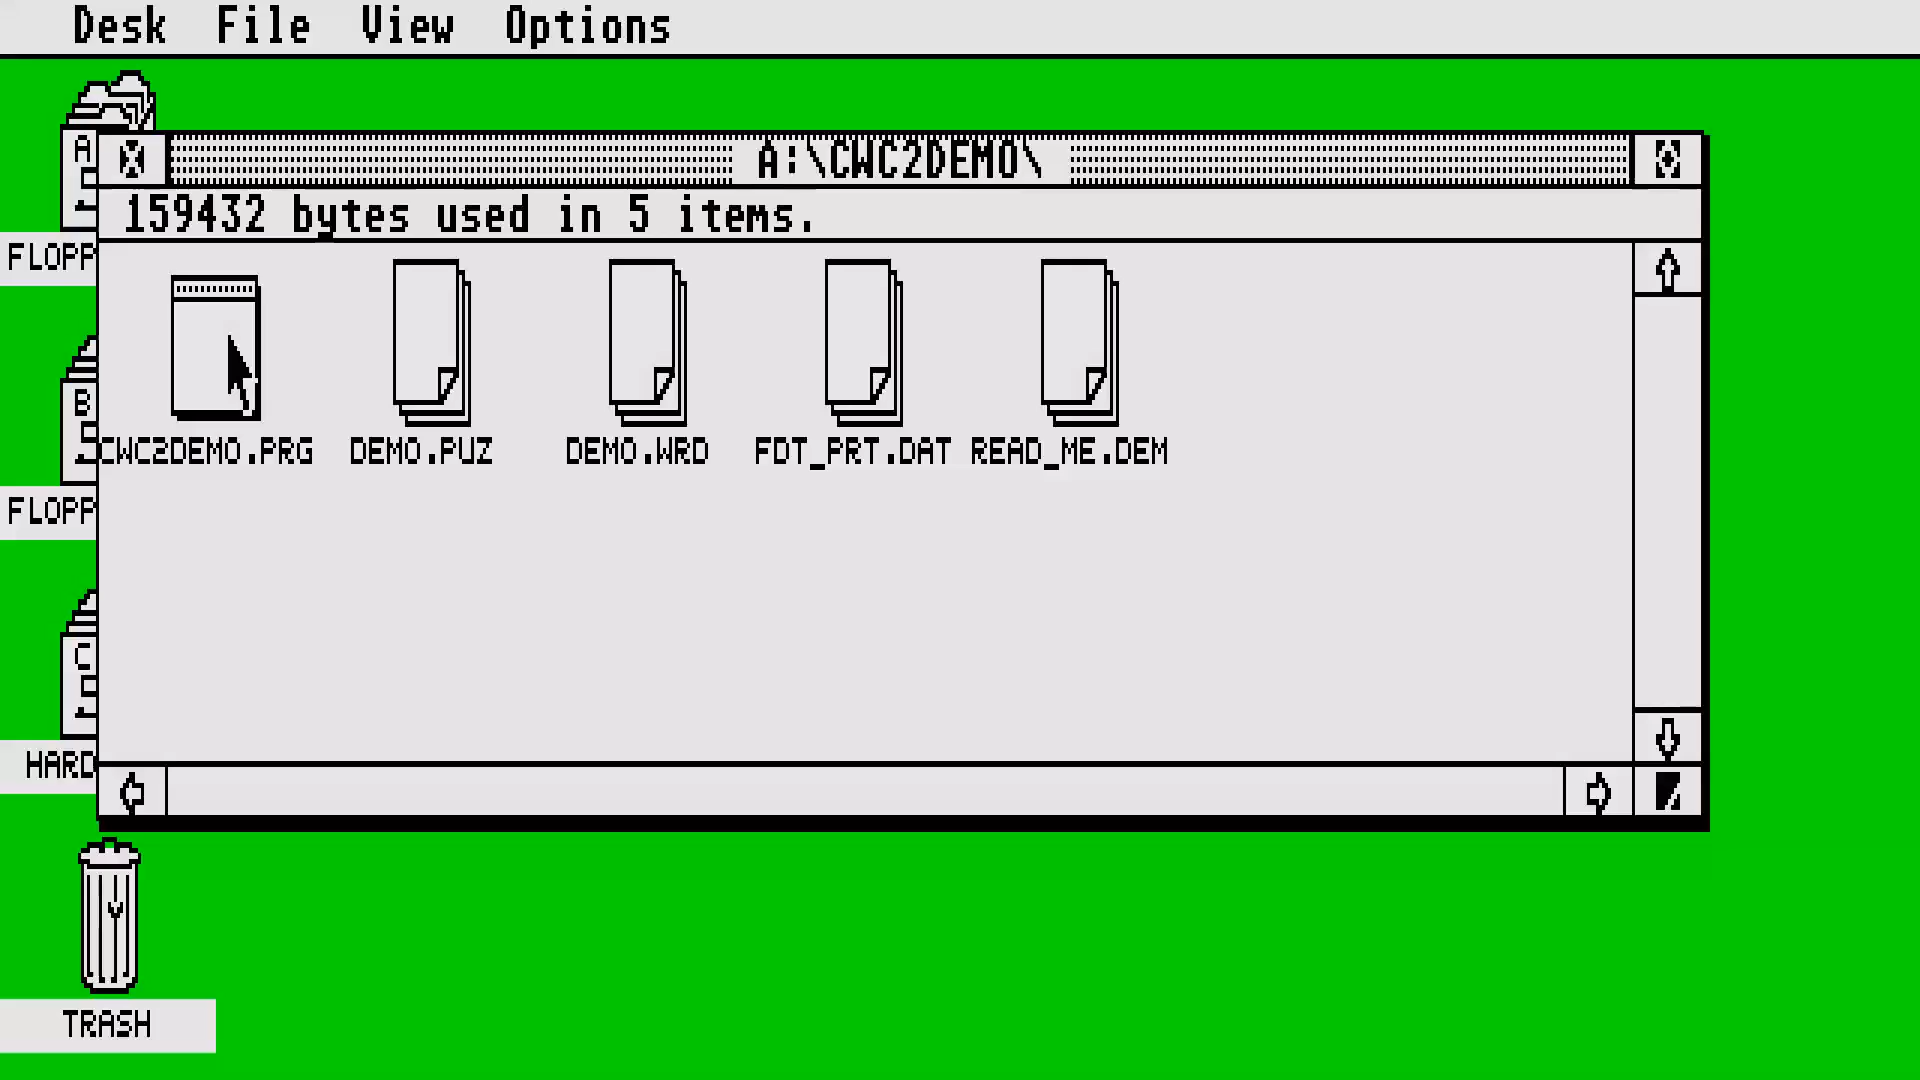 Desk File View Options
A:\CWC2DEMO\
159432 bytes used in 5 items.
CWC2DEMO.PRG DEMO.PUZ DEMO.WRD FDT_PRT.DAT READ_ME.DEM
A
FLOPP
B
FLOPP
C
HARD
TRASH